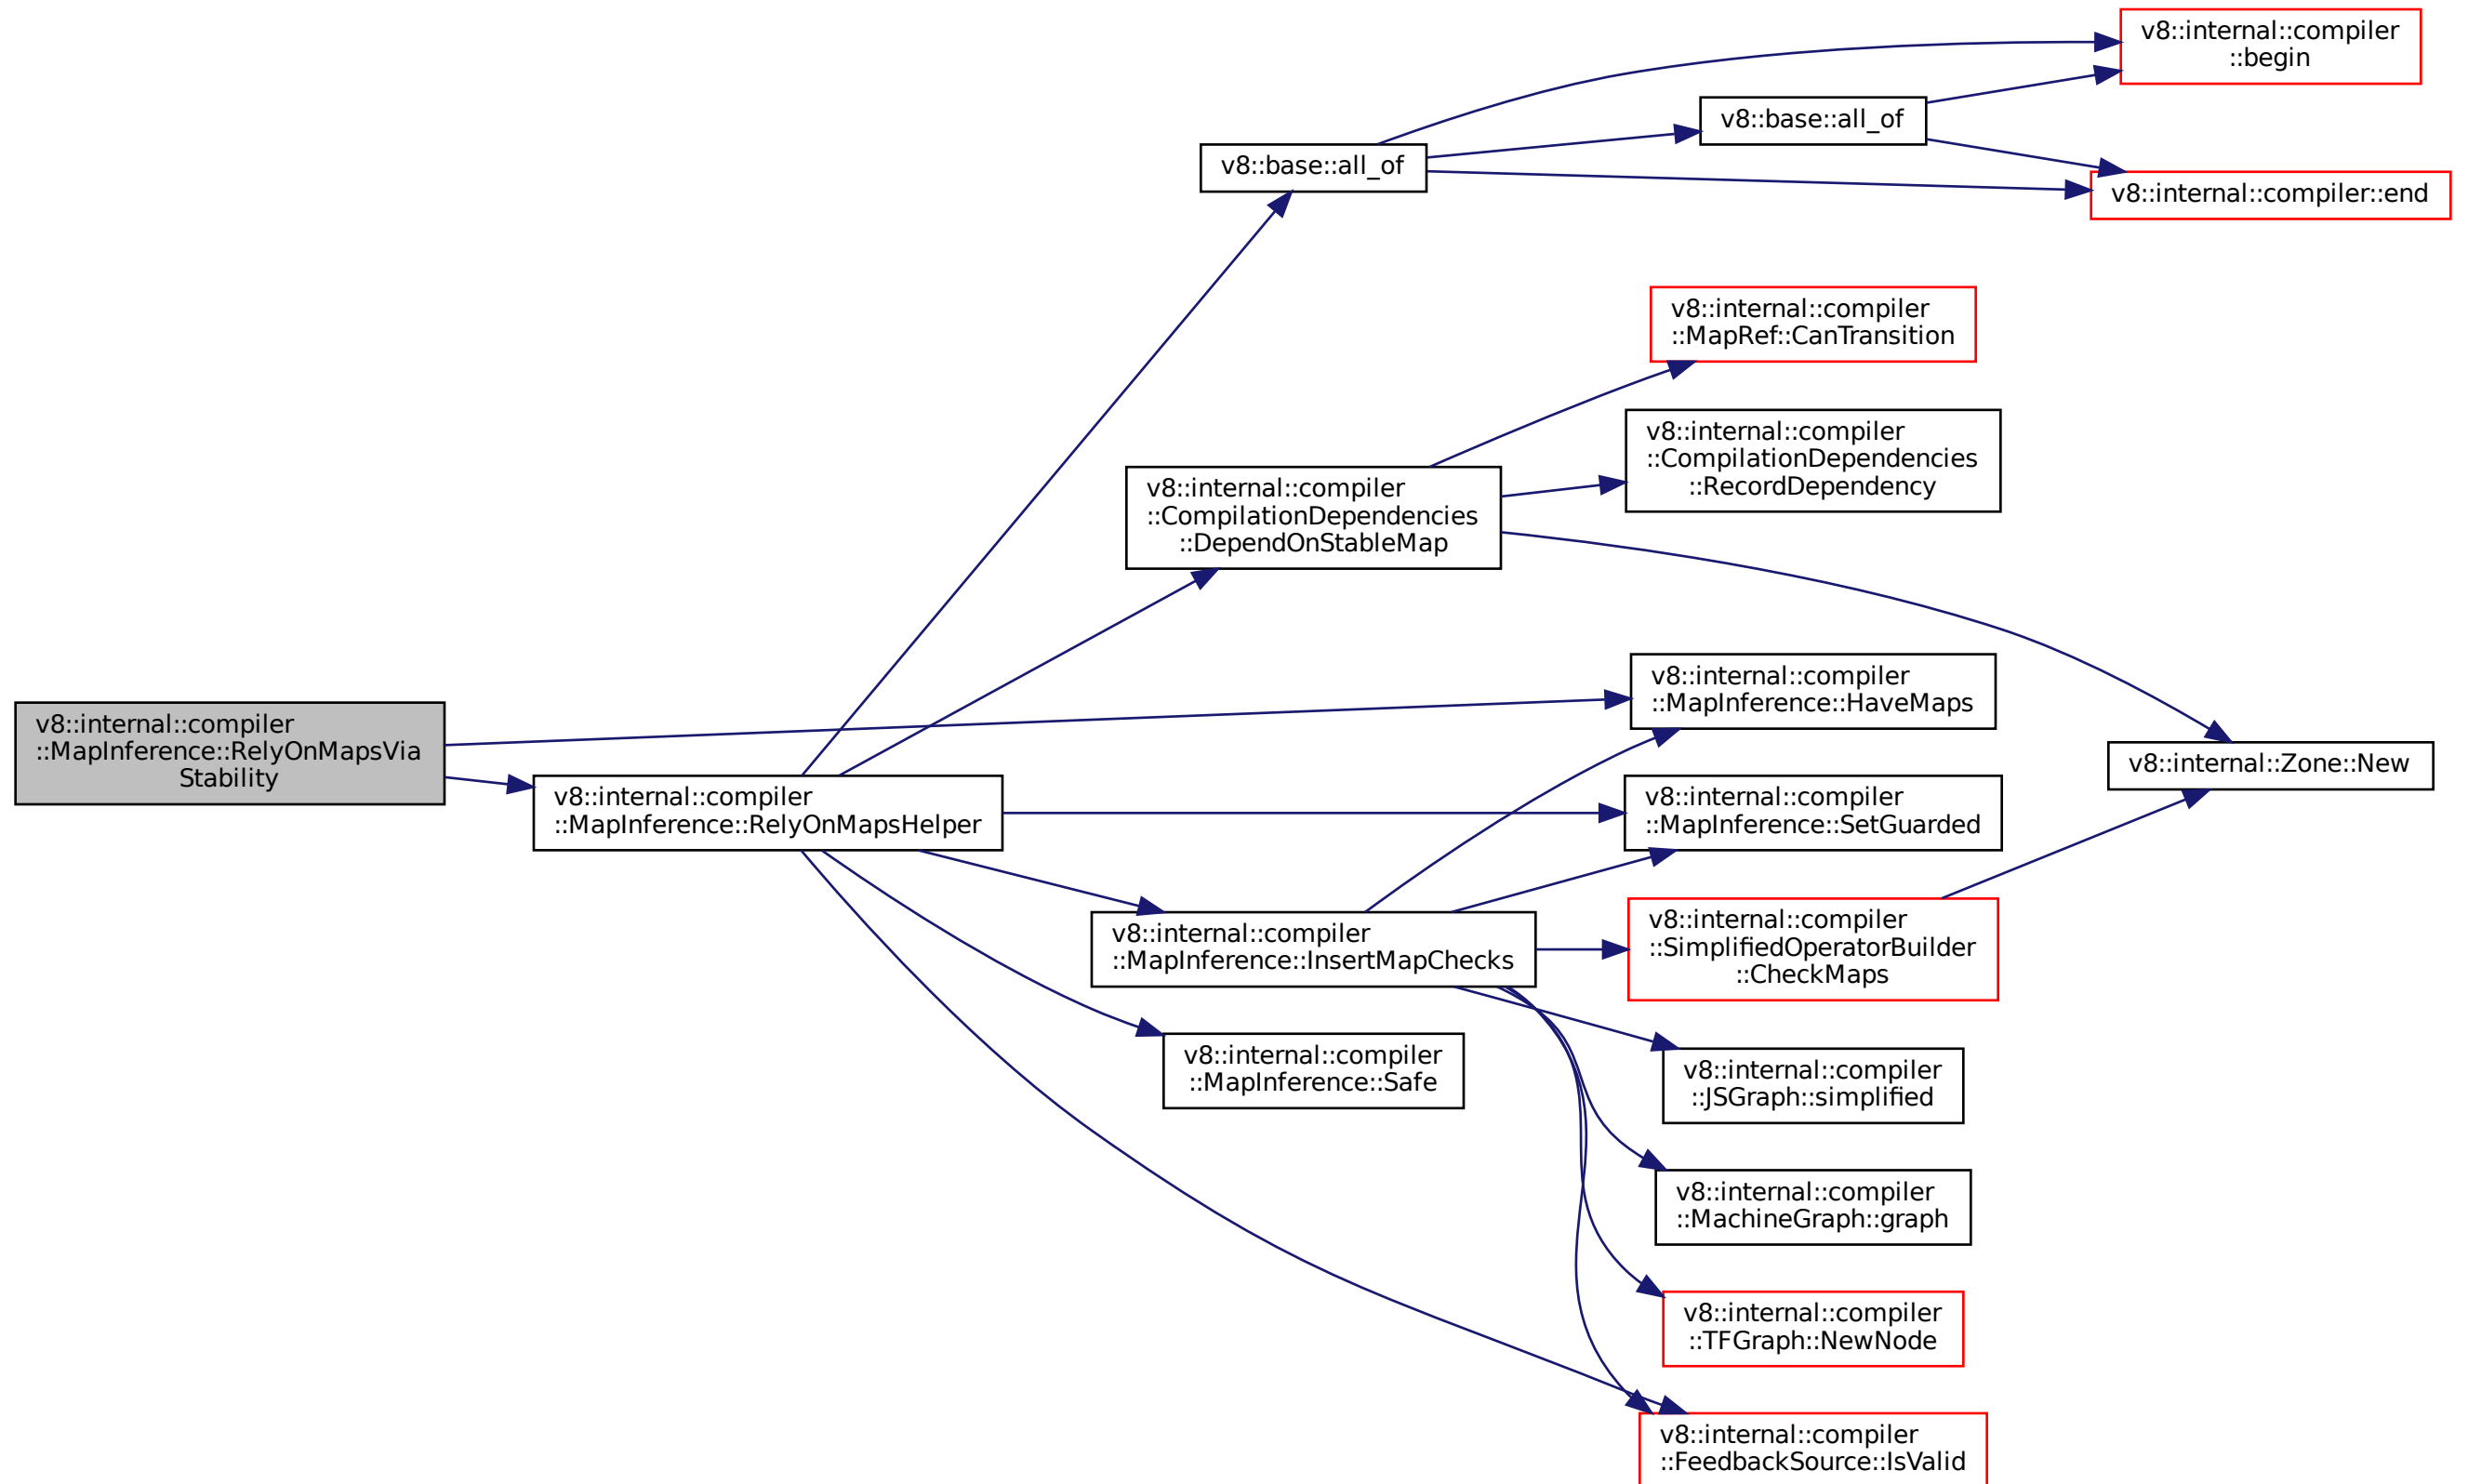 v8::internal::compiler
::begin
v8::base::all_of
v8::base::all_of
v8::internal::compiler::end
v8::internal::compiler
::MapRef::CanTransition
v8::internal::compiler
::CompilationDependencies
::RecordDependency
v8::internal::compiler
::CompilationDependencies
::DependOnStableMap
v8::internal::compiler
::MapInference::HaveMaps
v8::internal::compiler
::MapInference::RelyOnMapsVia
Stability
v8::internal::Zone::New
v8::internal::compiler
::MapInference::RelyOnMapsHelper
v8::internal::compiler
::MapInference::SetGuarded
v8::internal::compiler
::MapInference::InsertMapChecks
v8::internal::compiler
::SimplifiedOperatorBuilder
::CheckMaps
v8::internal::compiler
::MapInference::Safe
v8::internal::compiler
::JSGraph::simplified
v8::internal::compiler
::MachineGraph::graph
v8::internal::compiler
::TFGraph::NewNode
v8::internal::compiler
::FeedbackSource::IsValid